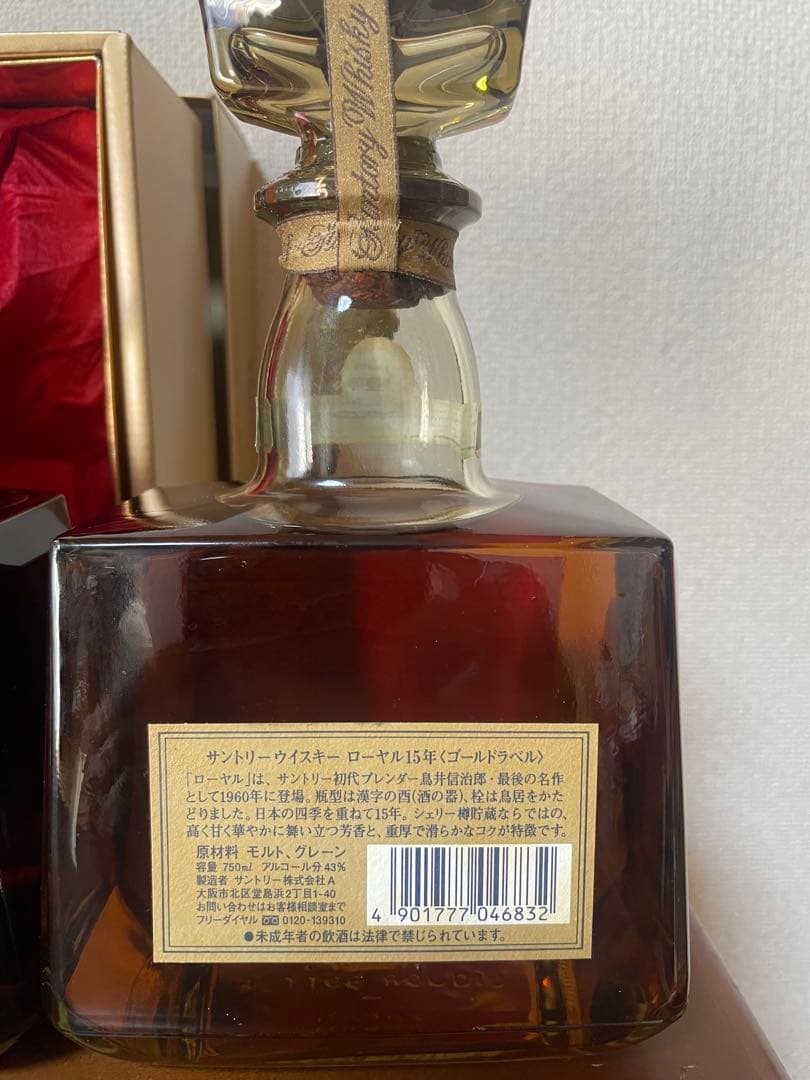 Suntory Whisky
サントリーウイスキー ローヤル15年〈ゴールドラベル〉
「ローヤル」は、サントリー初代ブレンダー鳥井信治郎・最後の名作
として1960年に登場。瓶型は漢字の酉(酒の器)、栓は鳥居をかた
どりました。日本の四季を重ねて15年。シェリー樽貯蔵ならではの、
高く甘く華やかに舞い立つ芳香と、重厚で滑らかなコクが特徴です。
原材料 モルト、グレーン
容量 750ml アルコール分43%
製造者 サントリー株式会社A
大阪市北区堂島浜2丁目1-40
お問い合わせはお客様相談室まで
フリーダイヤル 0120-139310
4 901777 046832
●未成年者の飲酒は法律で禁じられています。